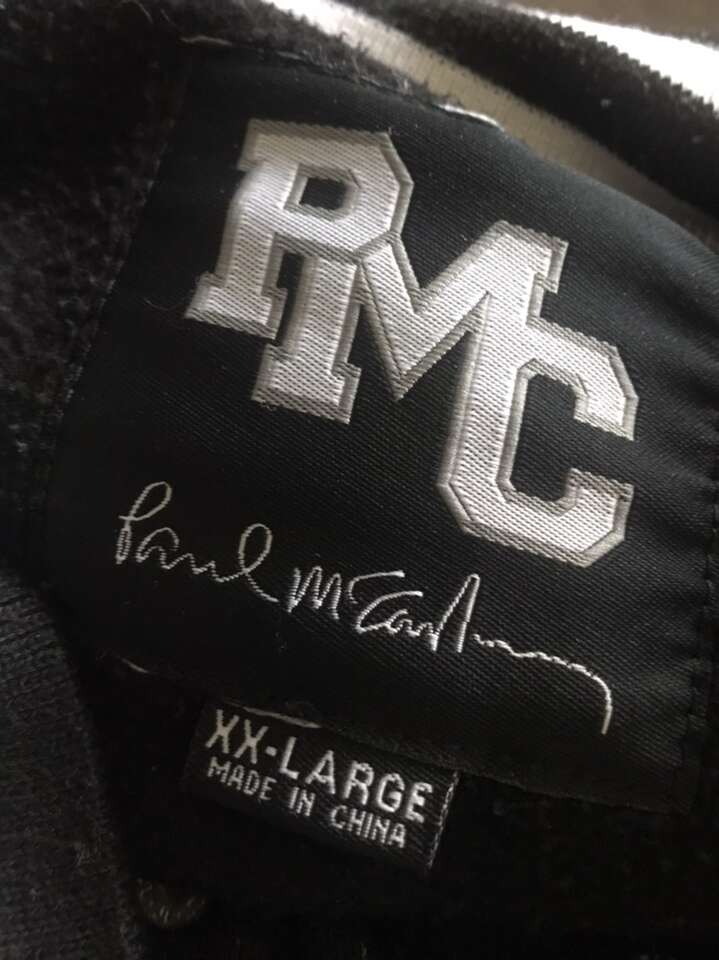 PMC
Paul McCartney
XX-LARGE
MADE IN CHINA